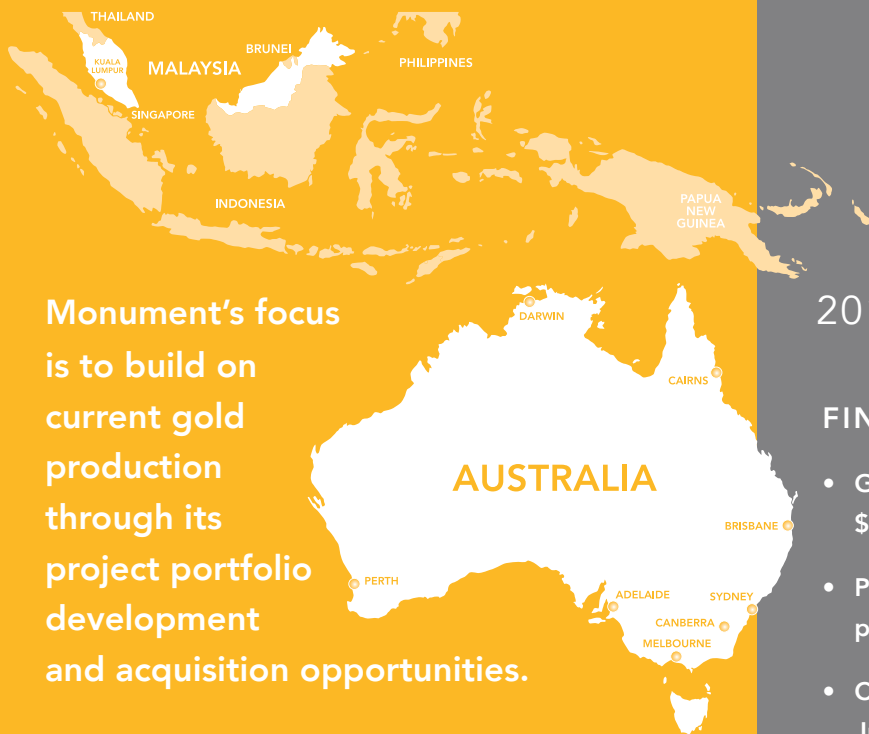 THAILAND
KUALA
LUMPUR
MALAYSIA
BRUNEI
PHILIPPINES
SINGAPORE
INDONESIA
PAPUA
NEW
GUINEA
Monument's focus
is to build on
current gold
production
through its
project portfolio
development
and acquisition opportunities.
DARWIN
CAIRNS
AUSTRALIA
BRISBANE
PERTH
ADELAIDE
SYDNEY
CANBERRA
MELBOURNE
20
FIN
• G
$
• P
p
• C